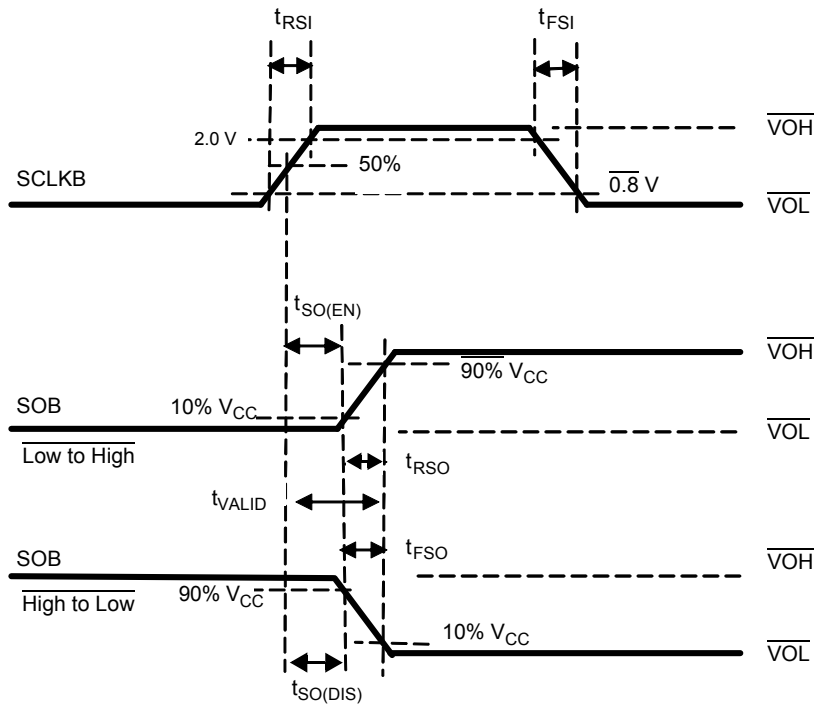 tRSI
tFSI
VOH
2.0 V
50%
SCLKB
0.8 V
VOL
tSO(EN)
VOH
90% VCC
SOB
10% VCC
VOL
Low to High
tRSO
tVALID
tFSO
VOH
SOB
High to Low
90% VCC
10% VCC
VOL
tSO(DIS)